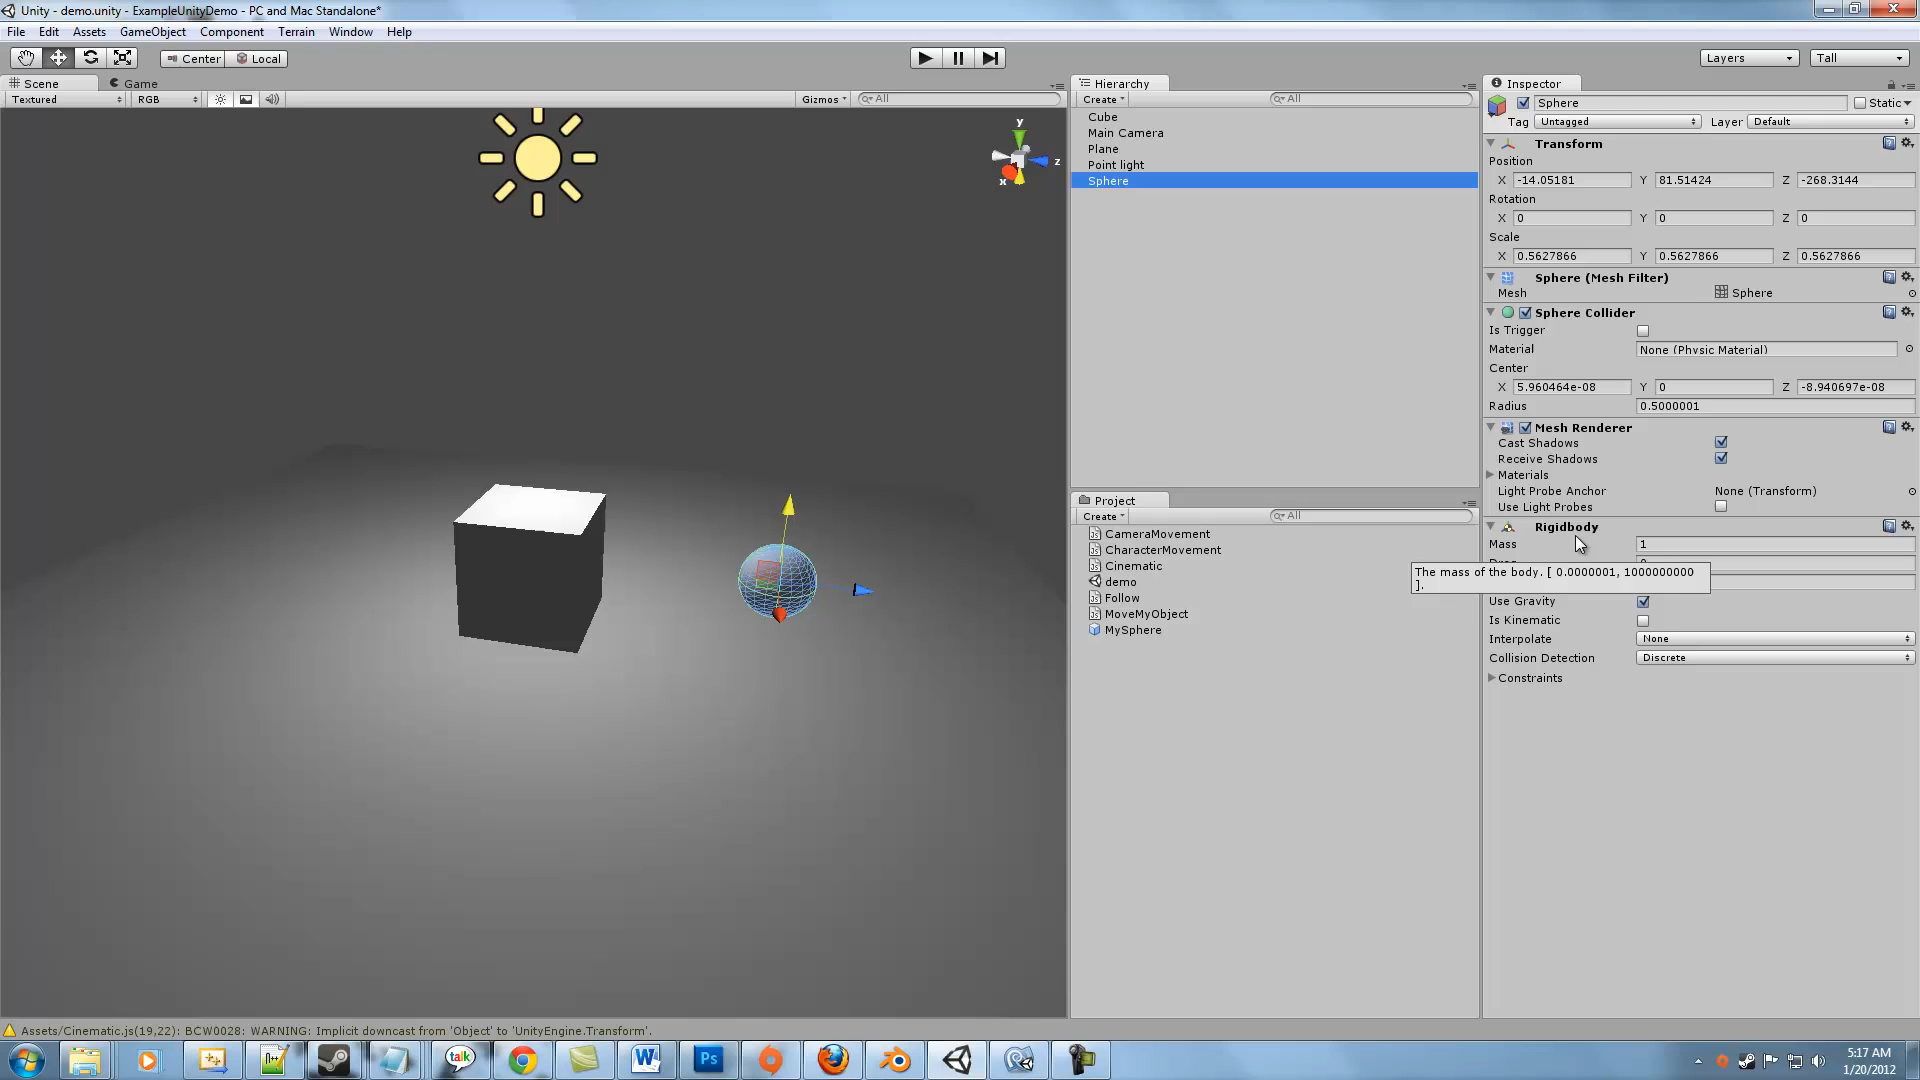 Unity - demo.unity - ExampleUnityDemo - PC and Mac Standalone*
File Edit Assets GameObject Component Terrain Window Help
Center Local
Layers Tall
Scene Game
Textured RGB Gizmos All
y
z
x
Hierarchy
Create All
Cube
Main Camera
Plane
Point light
Sphere
Project
Create All
CameraMovement
CharacterMovement
Cinematic
demo
Follow
MoveMyObject
MySphere
Inspector
Sphere Static
Tag Untagged Layer Default
Transform
Position
X -14.05181 Y 81.51424 Z -268.3144
Rotation
X 0 Y 0 Z 0
Scale
X 0.5627866 Y 0.5627866 Z 0.5627866
Sphere (Mesh Filter)
Mesh Sphere
Sphere Collider
Is Trigger
Material None (Physic Material)
Center
X 5.960464e-08 Y 0 Z -8.940697e-08
Radius 0.5000001
Mesh Renderer
Cast Shadows
Receive Shadows
Materials
Light Probe Anchor None (Transform)
Use Light Probes
Rigidbody
Mass 1
The mass of the body. [ 0.0000001, 1000000000
].
Use Gravity
Is Kinematic
Interpolate None
Collision Detection Discrete
Constraints
Assets/Cinematic.js(19,22): BCW0028: WARNING: Implicit downcast from 'Object' to 'UnityEngine.Transform'.
talk
W
Ps
5:17 AM
1/20/2012